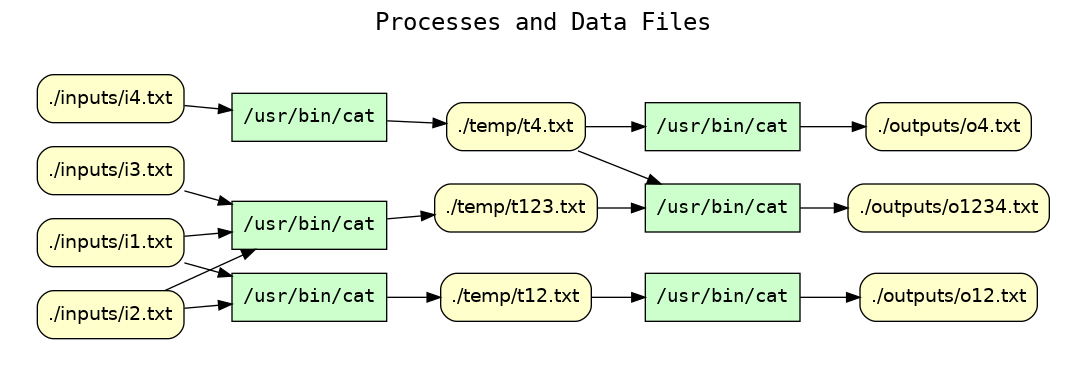 Processes and Data Files
./inputs/i4.txt
/usr/bin/cat
./temp/t4.txt
/usr/bin/cat
./outputs/o4.txt
./inputs/i3.txt
/usr/bin/cat
./temp/t123.txt
/usr/bin/cat
./outputs/o1234.txt
./inputs/i1.txt
./inputs/i2.txt
/usr/bin/cat
./temp/t12.txt
/usr/bin/cat
./outputs/o12.txt